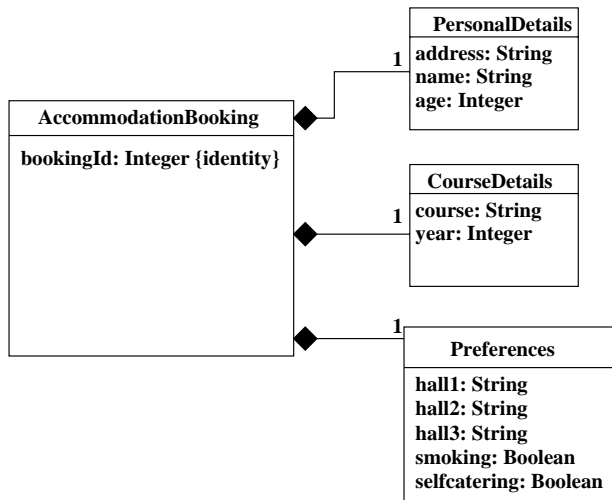 PersonalDetails
1
address: String
name: String
age: Integer
AccommodationBooking
bookingId: Integer {identity}
CourseDetails
1
course: String
year: Integer
1
Preferences
hall1: String
hall2: String
hall3: String
smoking: Boolean
selfcatering: Boolean